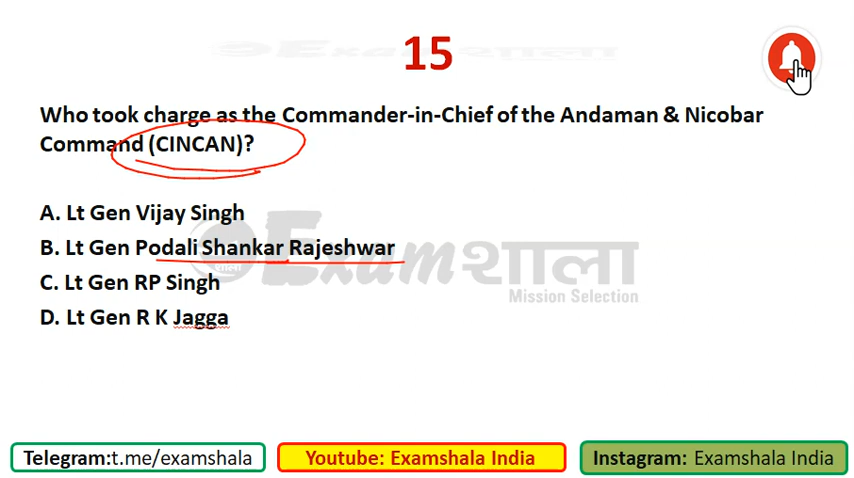 Examशाला
15
Who took charge as the Commander-in-Chief of the Andaman & Nicobar
Command (CINCAN)?
A. Lt Gen Vijay Singh
B. Lt Gen Podali Shankar Rajeshwar
C. Lt Gen RP Singh
D. Lt Gen R K Jagga
शाला
Examशाला
Mission Selection
Telegram:t.me/examshala
Youtube: Examshala India
Instagram: Examshala India